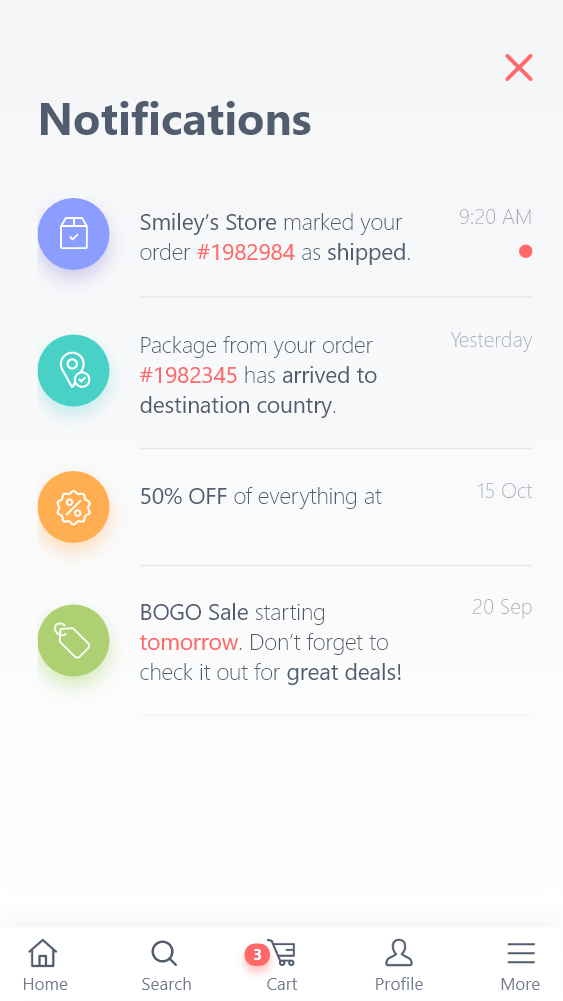 Notifications
Smiley’s Store marked your
order #1982984 as shipped.
9:20 AM
Package from your order
#1982345 has arrived to
destination country.
Yesterday
50% OFF of everything at
15 Oct
BOGO Sale starting
tomorrow. Don’t forget to
check it out for great deals!
20 Sep
3
Home
Search
Cart
Profile
More